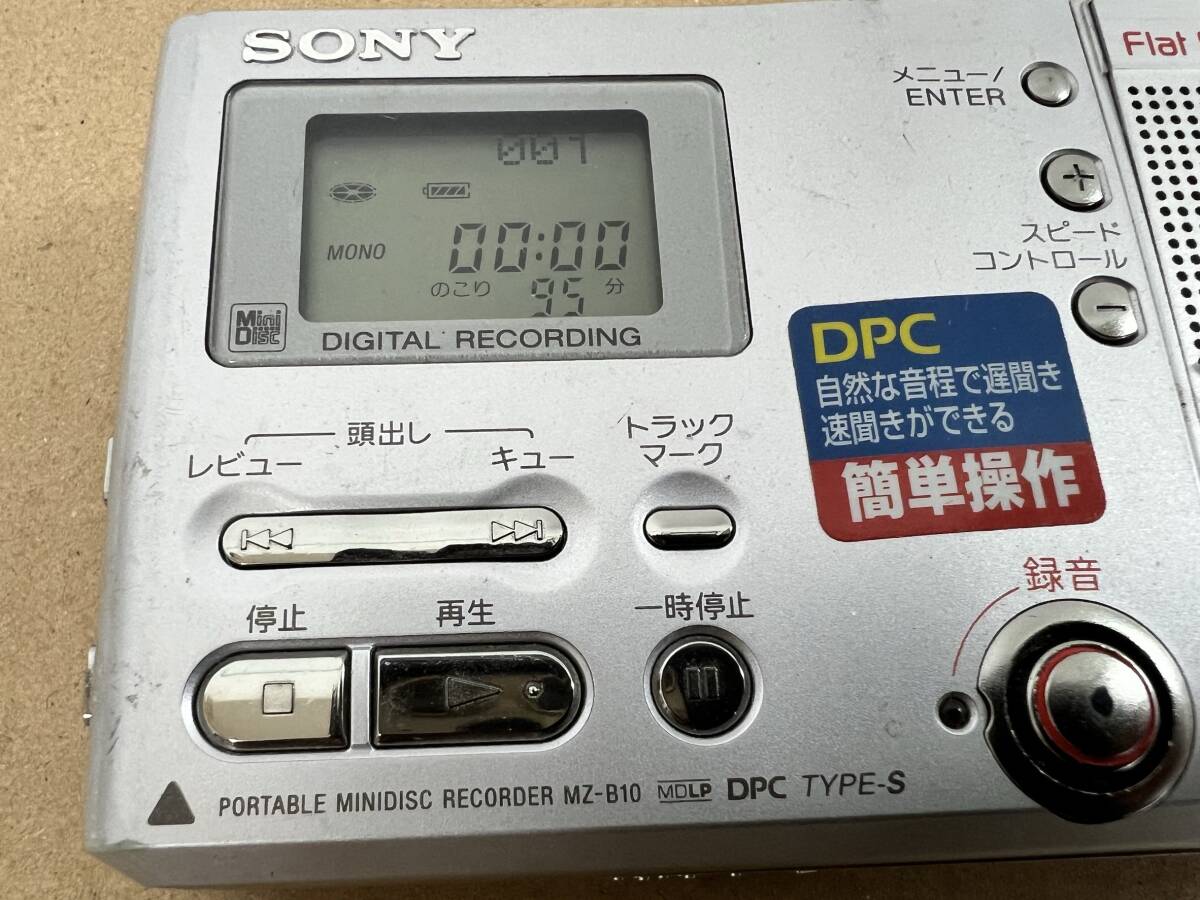 SONY
Flat
メニュー/
ENTER
007
MONO
00:00
のこり 95 分
Mini
Disc
DIGITAL RECORDING
スピード
コントロール
DPC
自然な音程で遅聞き
速聞きができる
簡単操作
頭出し
レビュー
キュー
トラック
マーク
停止
再生
一時停止
録音
PORTABLE MINIDISC RECORDER MZ-B10 MDLP DPC TYPE-S